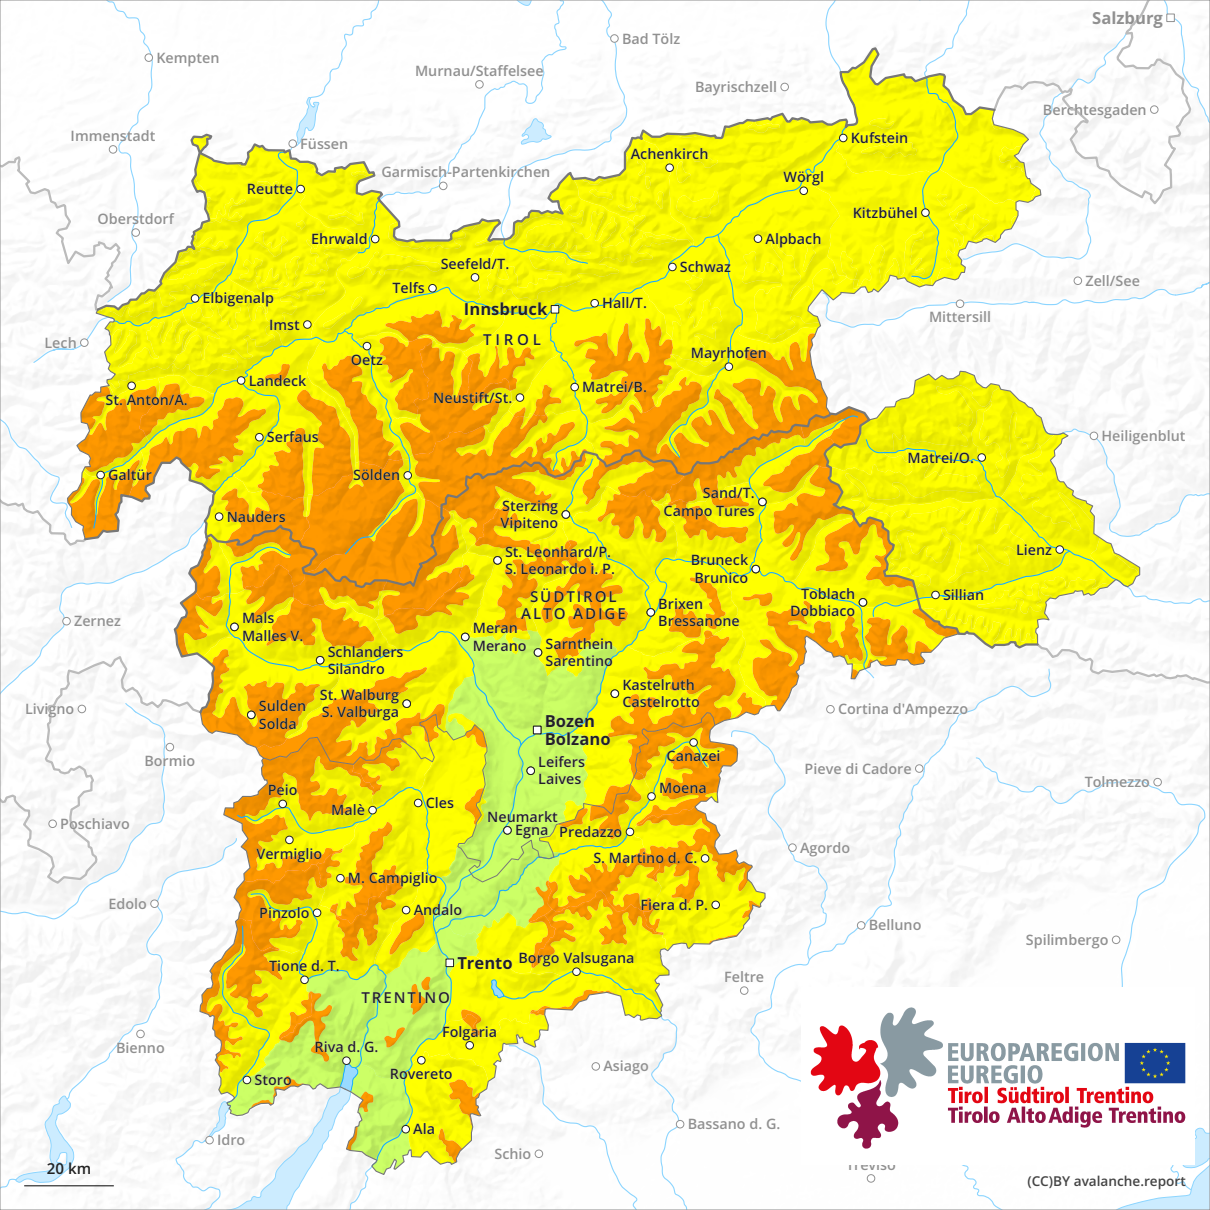 Salzburg
Bad Tölz
Kempten
Murnau/Staffelsee
Bayrischzell
Berchtesgaden
Immenstadt
Füssen
Kufstein
Achenkirch
Garmisch-Partenkirchen
Wörgl
Reutte
Oberstdorf
Kitzbühel
Ehrwald
Alpbach
Seefeld/T.
Schwaz
Telfs
Zell/See
Elbigenalp
Hall/T.
Innsbruck
Mittersill
Imst
TIROL
Lech
Oetz
Mayrhofen
Landeck
Matrei/B.
St. Anton/A.
Neustift/St.
Serfaus
Heiligenblut
Matrei/O.
Galtür
Sölden
Sand/T.
Campo Tures
Sterzing
Vipiteno
Nauders
St. Leonhard/P.
S. Leonardo i. P.
Lienz
Bruneck
Brunico
SÜDTIROL
ALTO ADIGE
Toblach
Dobbiaco
Sillian
Brixen
Bressanone
Zernez
Mals
Malles V.
Meran
Merano
Sarnthein
Sarentino
Schlanders
Silandro
Kastelruth
Castelrotto
St. Walburg
S. Valburga
Livigno
Sulden
Solda
Cortina d'Ampezzo
Bozen
Bolzano
Bormio
Canazei
Leifers
Laives
Pieve di Cadore
Tolmezzo
Peio
Moena
Malè
Cles
Poschiavo
Neumarkt
Egna
Predazzo
Vermiglio
Agordo
S. Martino d. C.
M. Campiglio
Edolo
Pinzolo
Andalo
Fiera d. P.
Belluno
Spilimbergo
Tione d. T.
Trento
Borgo Valsugana
Feltre
TRENTINO
Folgaria
Bienno
Riva d. G.
Asiago
Rovereto
Storo
EUROPAREGION
EUREGIO
Tirol Südtirol Trentino
Tirolo Alto Adige Trentino
Ala
Bassano d. G.
Idro
Schio
Treviso
20 km
(CC)BY avalanche.report